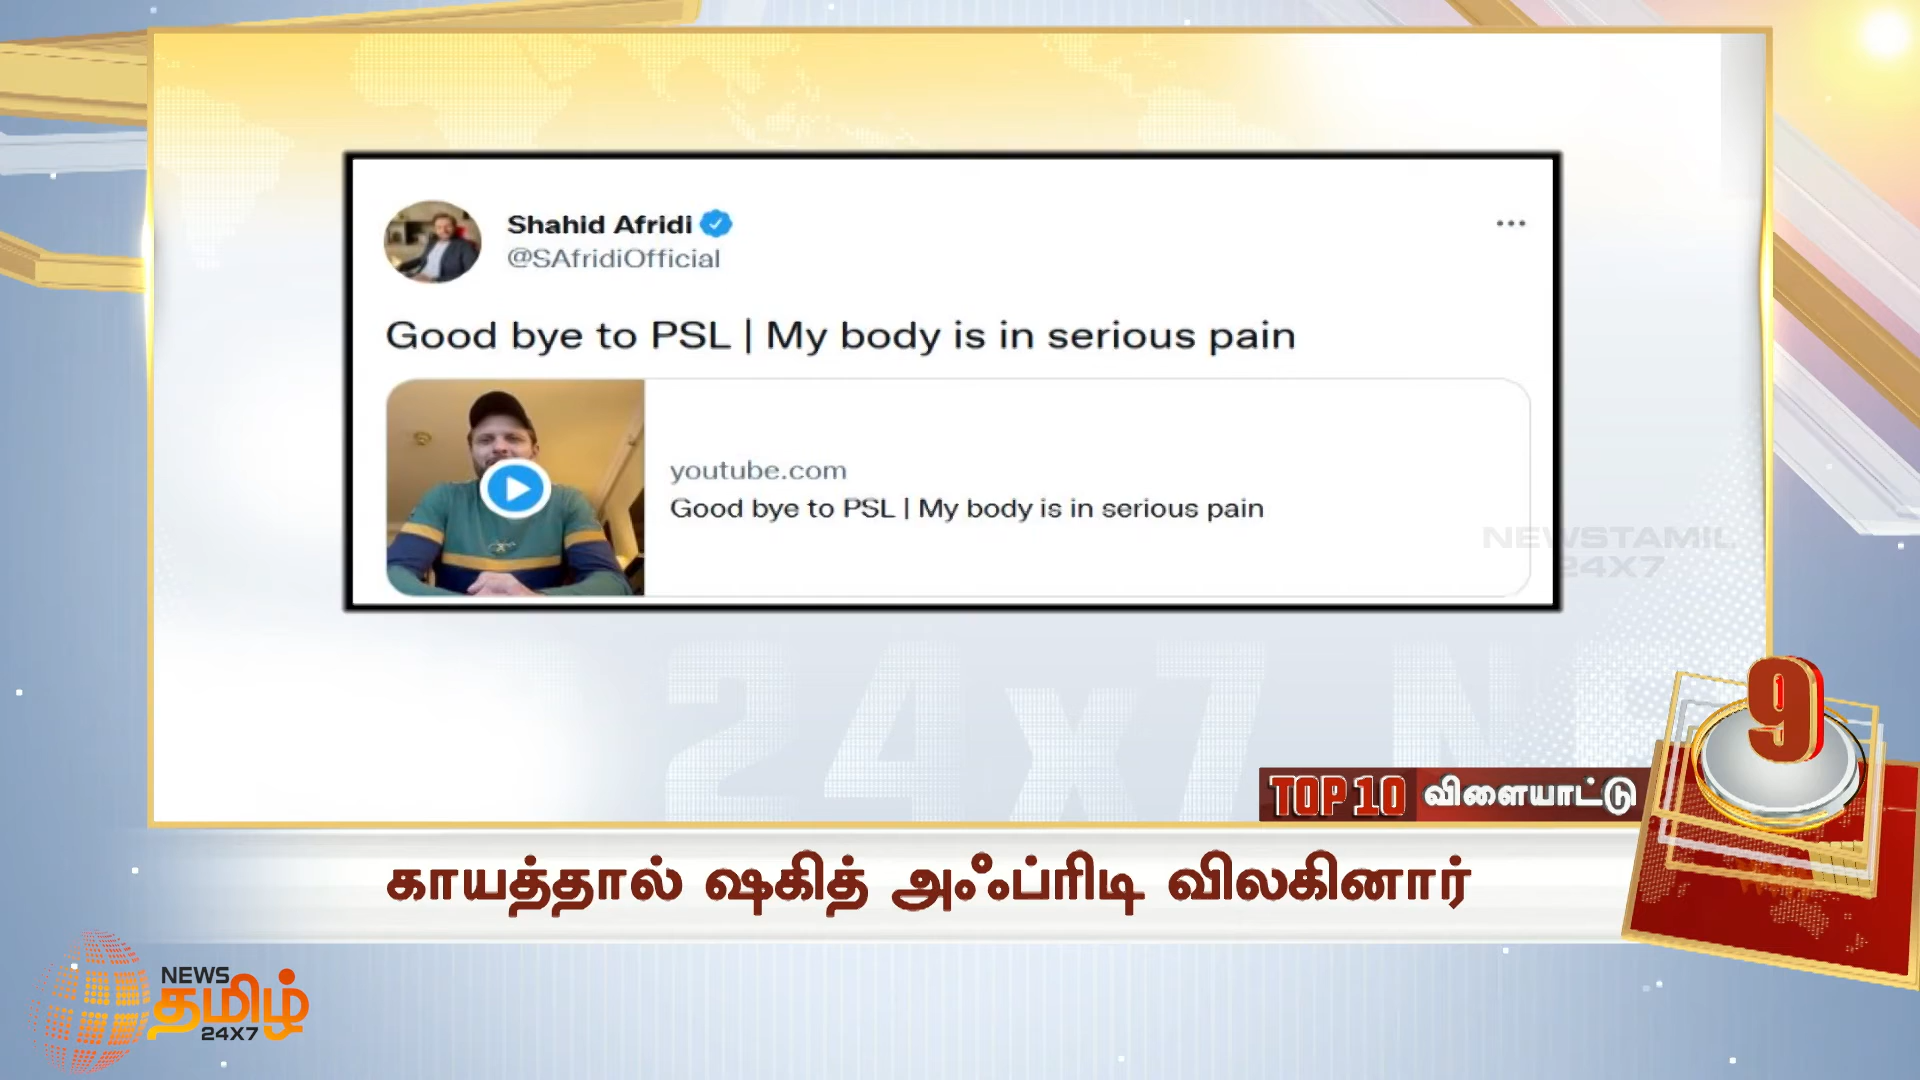 Shahid Afridi
@SAfridiOfficial
Good bye to PSL | My body is in serious pain
youtube.com
Good bye to PSL | My body is in serious pain
NEWSTAMIL
24X7
24x7 N
9
TOP 10 விளையாட்டு
காயத்தால் ஷகித் அஃப்ரிடி விலகினார்
NEWS
தமிழ்
24X7